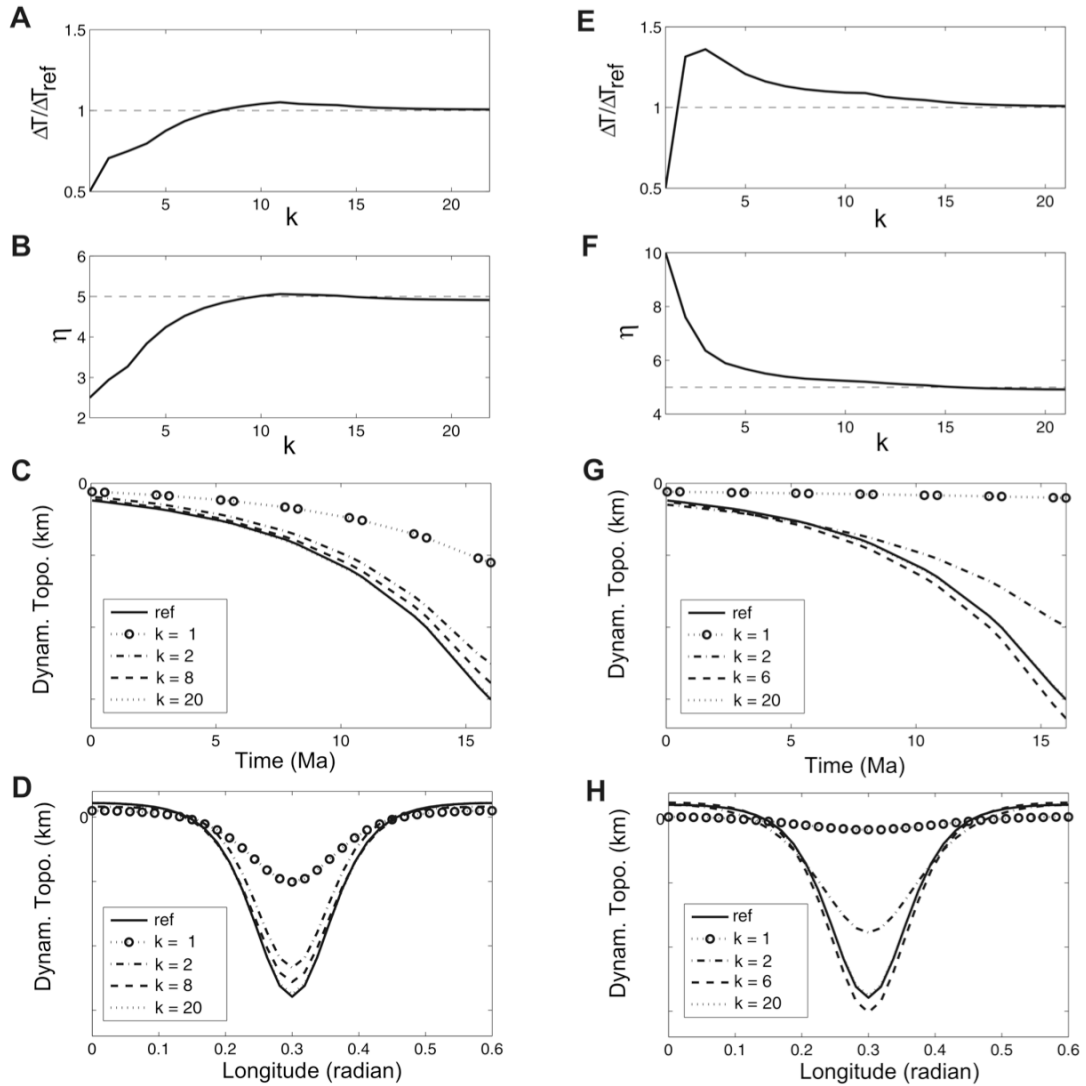 A
1.5
1
0.5
ΔT/ΔTref
5
10
15
20
k
B
6
5
4
3
2
η
5
10
15
20
k
C
0
Dynam. Topo. (km)
ref
k = 1
k = 2
k = 8
k = 20
0
5
10
15
Time (Ma)
D
0
Dynam. Topo. (km)
ref
k = 1
k = 2
k = 8
k = 20
0
0.1
0.2
0.3
0.4
0.5
0.6
Longitude (radian)
E
1.5
1
0.5
ΔT/ΔTref
5
10
15
20
k
F
10
8
6
4
η
5
10
15
20
k
G
0
Dynam. Topo. (km)
ref
k = 1
k = 2
k = 6
k = 20
0
5
10
15
Time (Ma)
H
0
Dynam. Topo. (km)
ref
k = 1
k = 2
k = 6
k = 20
0
0.1
0.2
0.3
0.4
0.5
0.6
Longitude (radian)